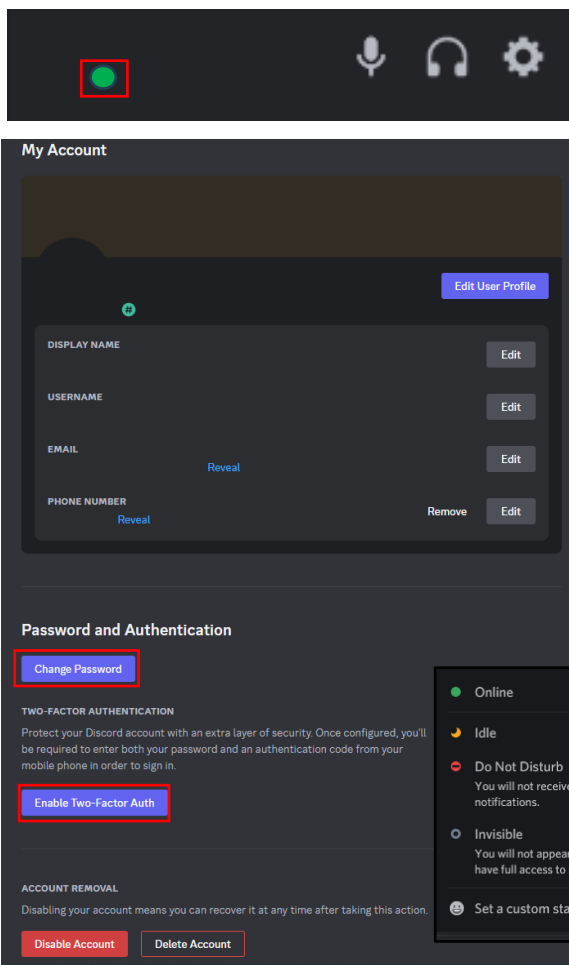 My Account
Edit User Profile
#
DISPLAY NAME
Edit
USERNAME
Edit
EMAIL
Reveal
Edit
PHONE NUMBER
Reveal
Remove
Edit
Password and Authentication
Change Password
TWO-FACTOR AUTHENTICATION
Protect your Discord account with an extra layer of security. Once configured, you'll
be required to enter both your password and an authentication code from your
mobile phone in order to sign in.
Enable Two-Factor Auth
ACCOUNT REMOVAL
Disabling your account means you can recover it at any time after taking this action.
Disable Account
Delete Account
Online
Idle
Do Not Disturb
You will not receive
notifications.
Invisible
You will not appear
have full access to
Set a custom sta